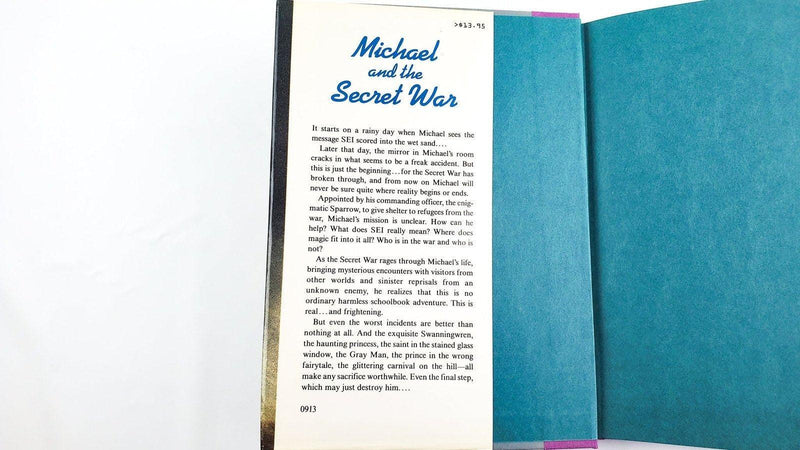 >$13.95
Michael
and the
Secret War
It starts on a rainy day when Michael sees the
message SEI scored into the wet sand....
Later that day, the mirror in Michael's room
cracks in what seems to be a freak accident. But
this is just the beginning...for the Secret War has
broken through, and from now on Michael will
never be sure quite where reality begins or ends.
Appointed by his commanding officer, the enig-
matic Sparrow, to give shelter to refugees from the
war, Michael's mission is unclear. How can he
help? What does SEI really mean? Where does
magic fit into it all? Who is in the war and who is
not?
As the Secret War rages through Michael's life,
bringing mysterious encounters with visitors from
other worlds and sinister reprisals from an
unknown enemy, he realizes that this is no
ordinary harmless schoolbook adventure. This is
real...and frightening.
But even the worst incidents are better than
nothing at all. And the exquisite Swanningwren,
the haunting princess, the saint in the stained glass
window, the Gray Man, the prince in the wrong
fairytale, the glittering carnival on the hill—all
make any sacrifice worthwhile. Even the final step,
which may just destroy him....
0913